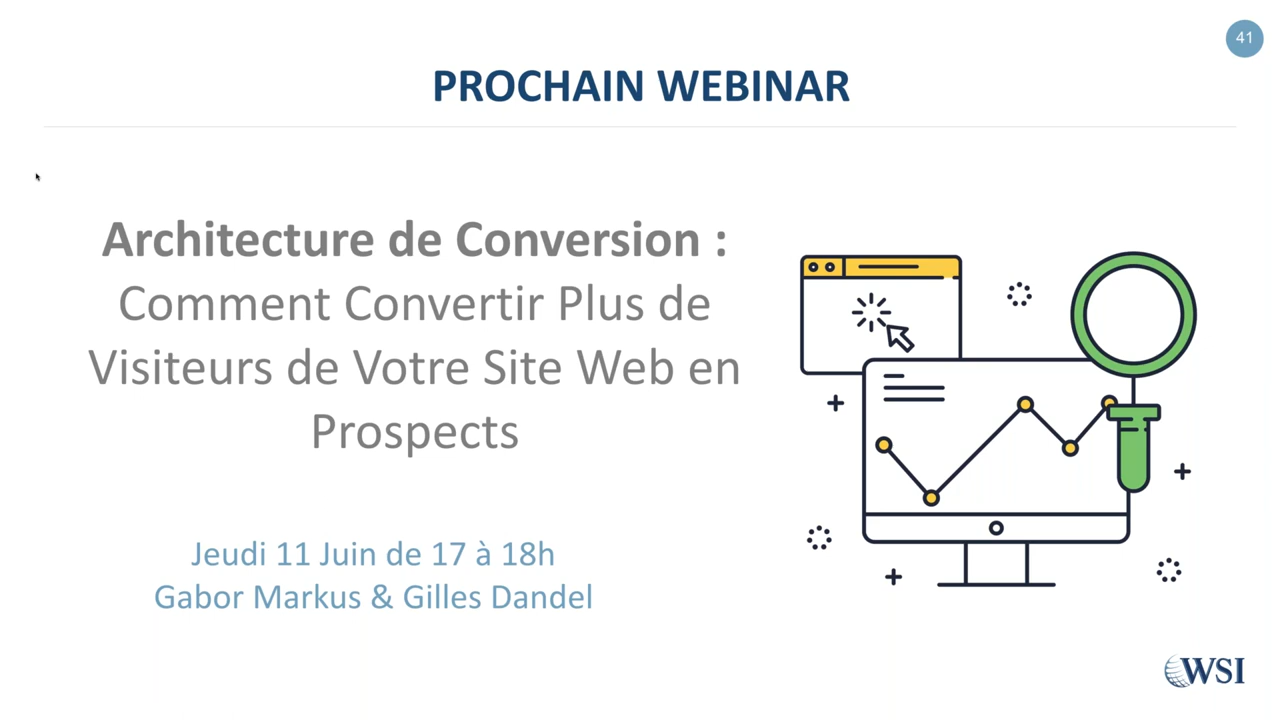 41
PROCHAIN WEBINAR
Architecture de Conversion :
Comment Convertir Plus de
Visiteurs de Votre Site Web en
Prospects
Jeudi 11 Juin de 17 à 18h
Gabor Markus & Gilles Dandel
WSI